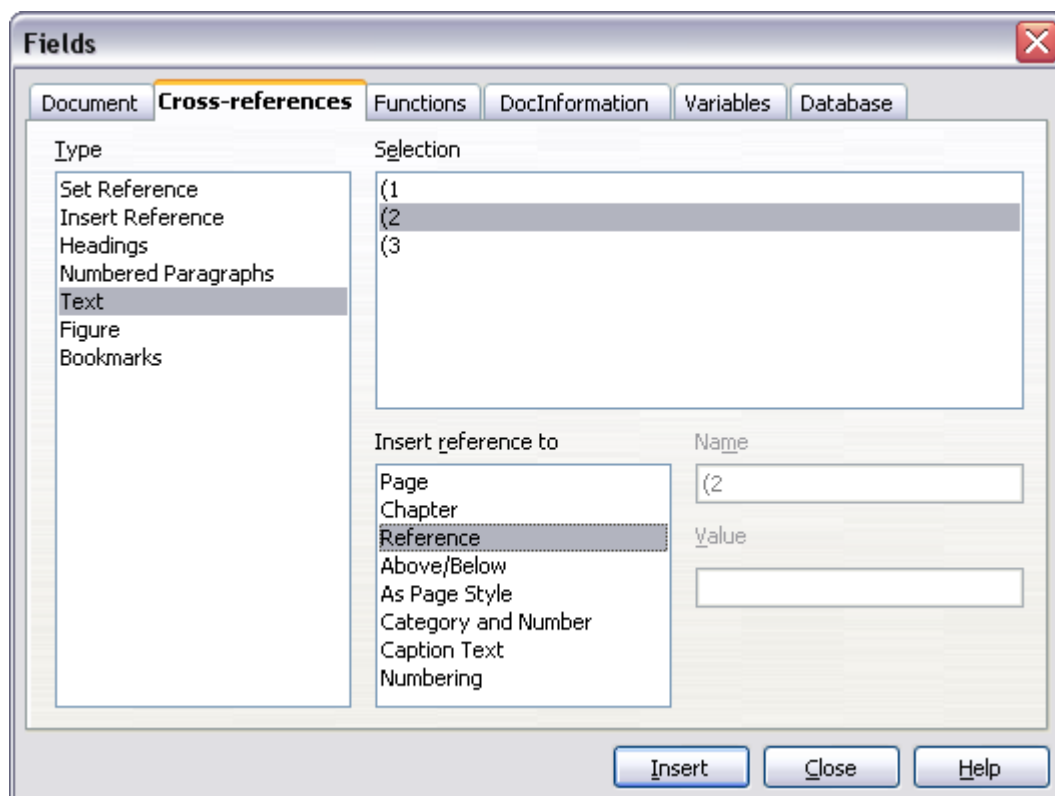 Fields
Document Cross-references Functions DocInformation Variables Database
Type
Set Reference
Insert Reference
Headings
Numbered Paragraphs
Text
Figure
Bookmarks
Selection
(1
(2
(3
Insert reference to
Page
Chapter
Reference
Above/Below
As Page Style
Category and Number
Caption Text
Numbering
Name
(2
Value
Insert Close Help